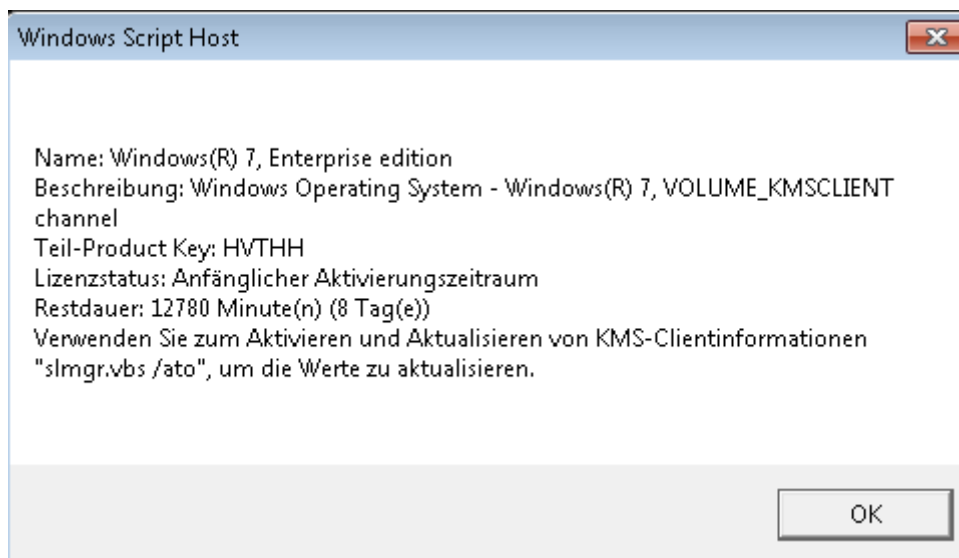 Windows Script Host
Name: Windows(R) 7, Enterprise edition
Beschreibung: Windows Operating System - Windows(R) 7, VOLUME_KMSCLIENT
channel
Teil-Product Key: HVTHH
Lizenzstatus: Anfänglicher Aktivierungszeitraum
Restdauer: 12780 Minute(n) (8 Tag(e))
Verwenden Sie zum Aktivieren und Aktualisieren von KMS-Clientinformationen
"slmgr.vbs /ato", um die Werte zu aktualisieren.
OK